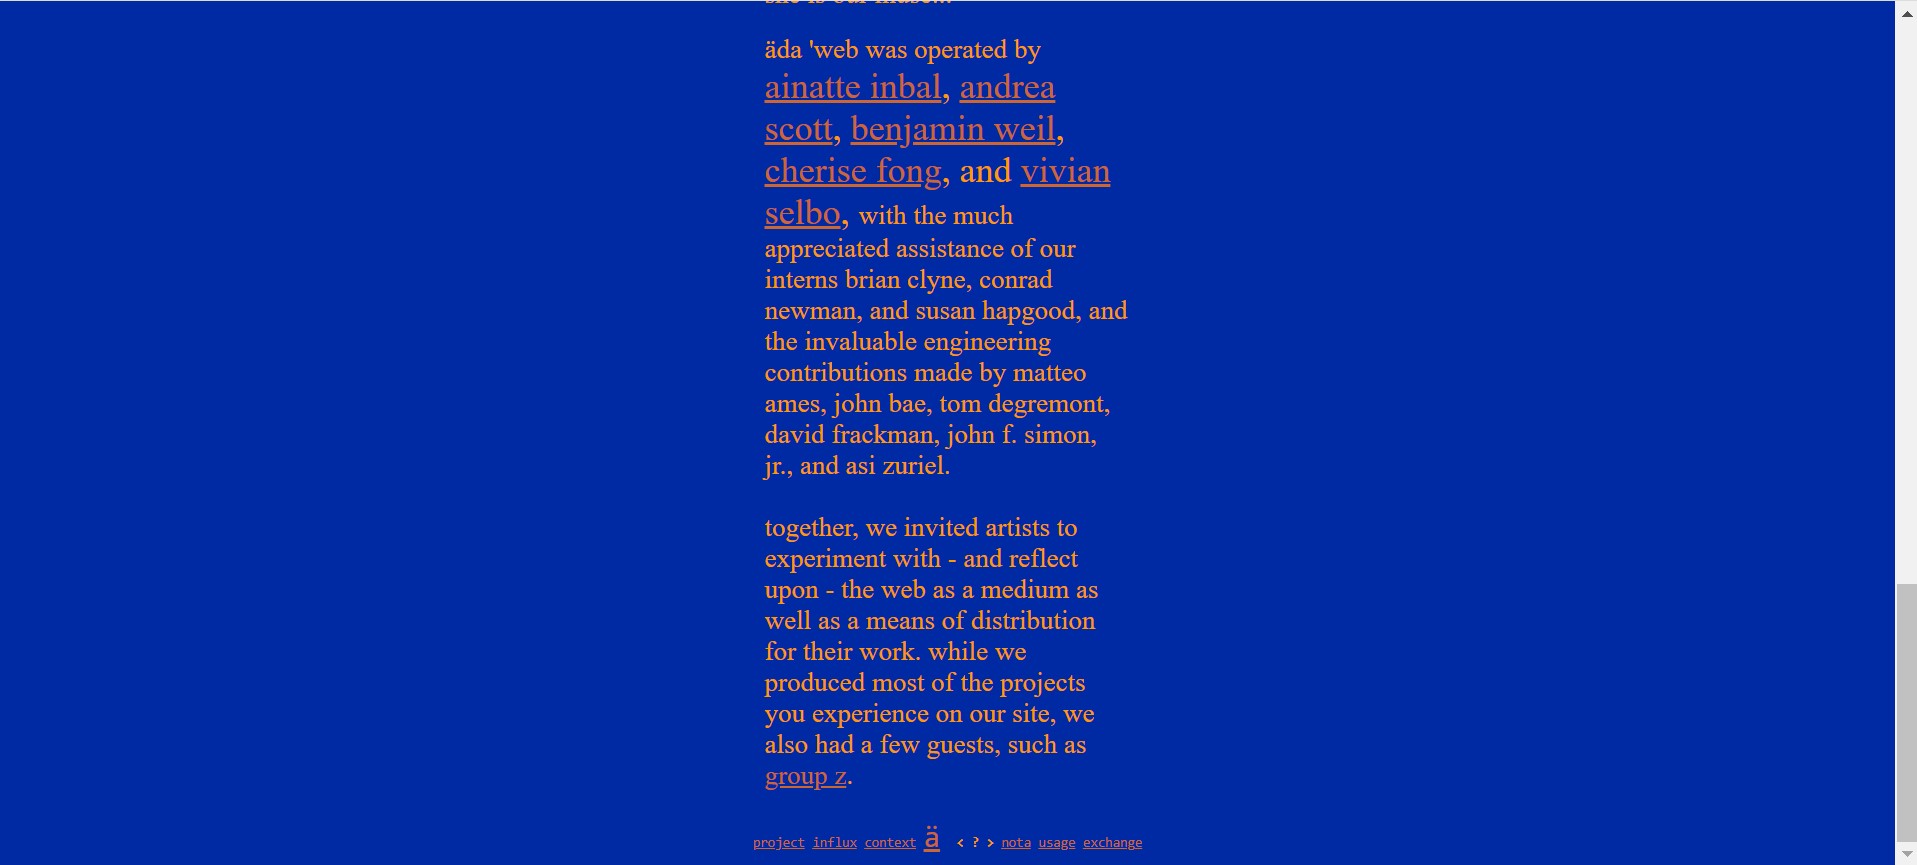 she is our muse...
äda 'web was operated by
ainatte inbal, andrea
scott, benjamin weil,
cherise fong, and vivian
selbo, with the much
appreciated assistance of our
interns brian clyne, conrad
newman, and susan hapgood, and
the invaluable engineering
contributions made by matteo
ames, john bae, tom degremont,
david frackman, john f. simon,
jr., and asi zuriel.
together, we invited artists to
experiment with - and reflect
upon - the web as a medium as
well as a means of distribution
for their work. while we
produced most of the projects
you experience on our site, we
also had a few guests, such as
group z.
project influx context ä < ? > nota usage exchange